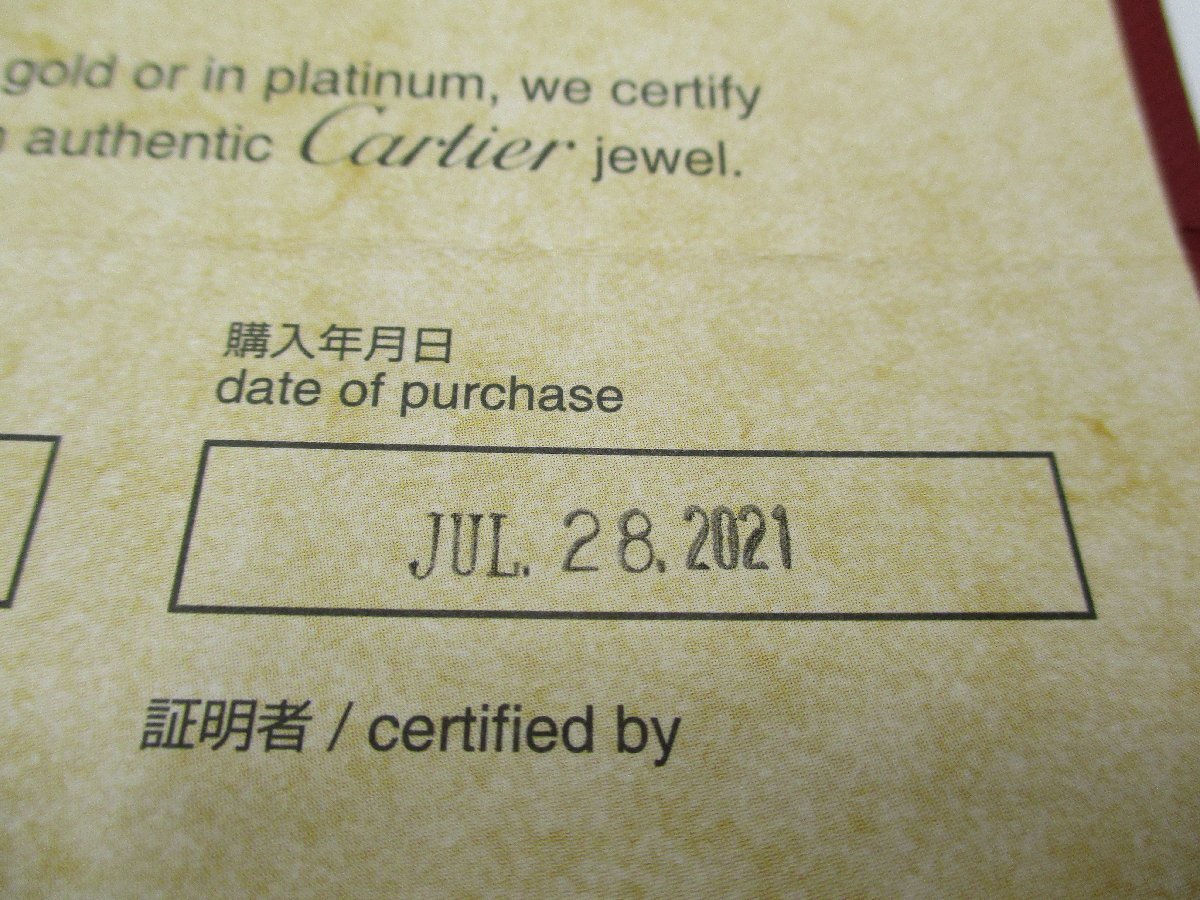 gold or in platinum, we certify
authentic Cartier jewel.
購入年月日
date of purchase
JUL. 28. 2021
証明者 / certified by